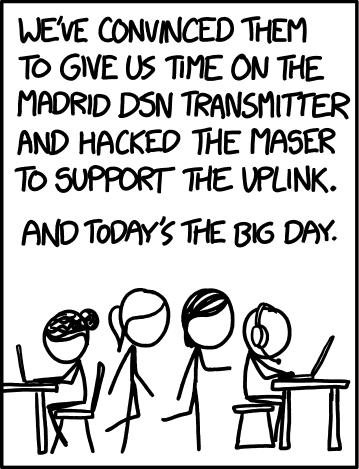 WE'VE CONVINCED THEM
TO GIVE US TIME ON THE
MADRID DSN TRANSMITTER
AND HACKED THE MASER
TO SUPPORT THE UPLINK.
AND TODAY'S THE BIG DAY.